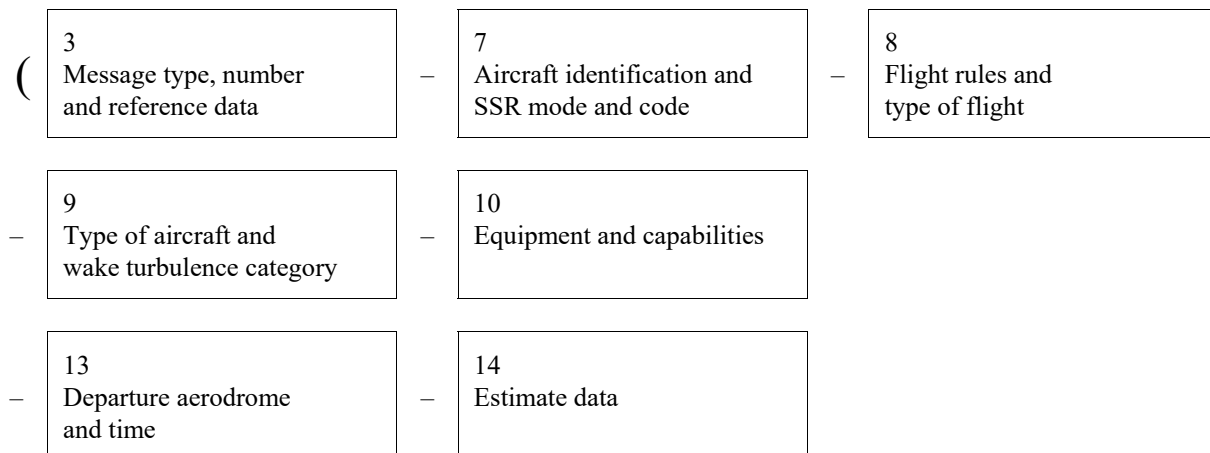 ( 3 – 7 – 8
Message type, number Aircraft identification and Flight rules and
and reference data SSR mode and code type of flight
– 9 – 10
Type of aircraft and Equipment and capabilities
wake turbulence category
– 13 – 14
Departure aerodrome Estimate data
and time